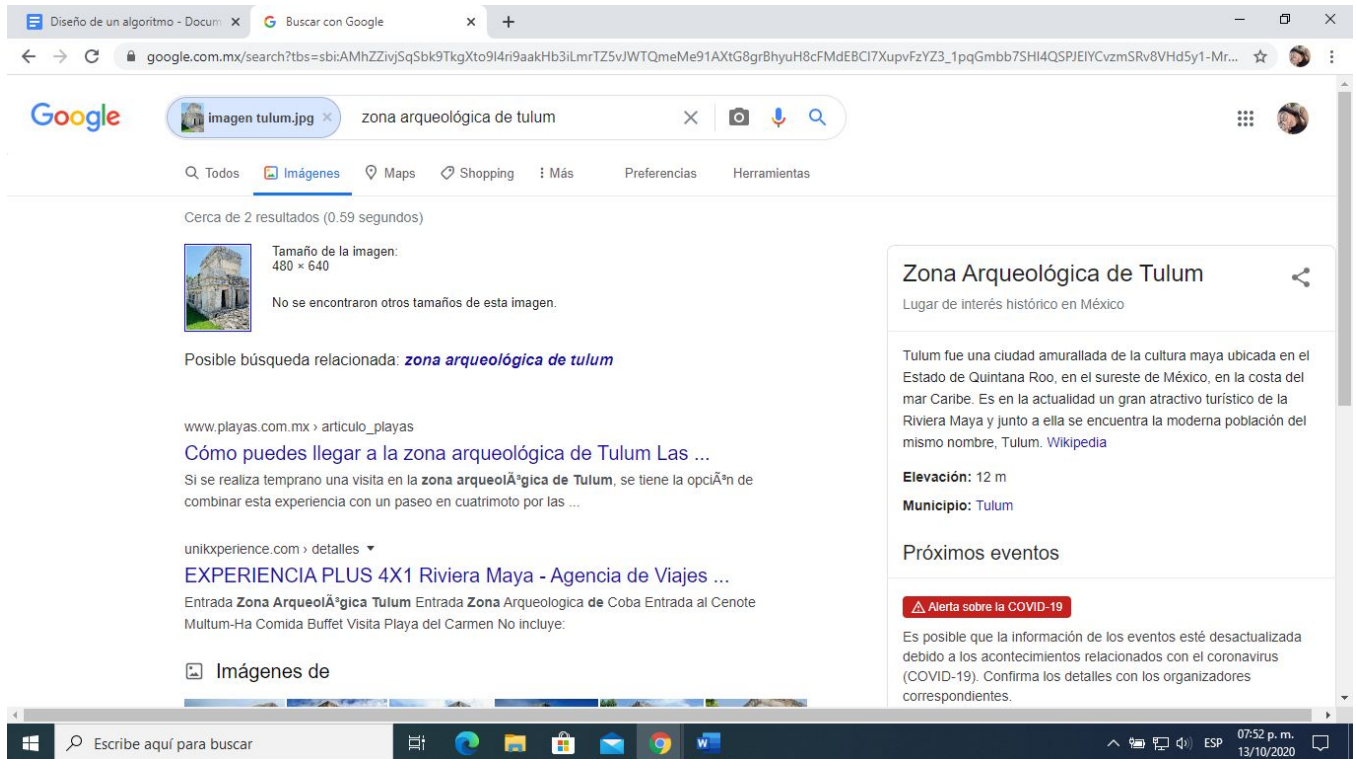 Diseño de un algoritmo - Docum
Buscar con Google
google.com.mx/search?tbs=sbi:AMhZZivjSqSbk9TkgXto9I4ri9aakHb3iLmrTZ5vJWTQmeMe91AXtG8grBhyuH8cFMdEBCI7XupvFzYZ3_1pqGmbb7SHI4QSPJEIYCvzmSRv8VHd5y1-Mr...
Google
imagen tulum.jpg
zona arqueológica de tulum
Todos
Imágenes
Maps
Shopping
Más
Preferencias
Herramientas
Cerca de 2 resultados (0.59 segundos)
Tamaño de la imagen:
480 × 640
No se encontraron otros tamaños de esta imagen.
Posible búsqueda relacionada: zona arqueológica de tulum
www.playas.com.mx › articulo_playas
Cómo puedes llegar a la zona arqueológica de Tulum Las ...
Si se realiza temprano una visita en la zona arqueolÃ³gica de Tulum, se tiene la opciÃ³n de
combinar esta experiencia con un paseo en cuatrimoto por las ...
unikxperience.com › detalles
EXPERIENCIA PLUS 4X1 Riviera Maya - Agencia de Viajes ...
Entrada Zona ArqueolÃ³gica Tulum Entrada Zona Arqueologica de Coba Entrada al Cenote
Multum-Ha Comida Buffet Visita Playa del Carmen No incluye:
Imágenes de
Zona Arqueológica de Tulum
Lugar de interés histórico en México
Tulum fue una ciudad amurallada de la cultura maya ubicada en el
Estado de Quintana Roo, en el sureste de México, en la costa del
mar Caribe. Es en la actualidad un gran atractivo turístico de la
Riviera Maya y junto a ella se encuentra la moderna población del
mismo nombre, Tulum. Wikipedia
Elevación: 12 m
Municipio: Tulum
Próximos eventos
Alerta sobre la COVID-19
Es posible que la información de los eventos esté desactualizada
debido a los acontecimientos relacionados con el coronavirus
(COVID-19). Confirma los detalles con los organizadores
correspondientes.
Escribe aquí para buscar
ESP
07:52 p. m.
13/10/2020